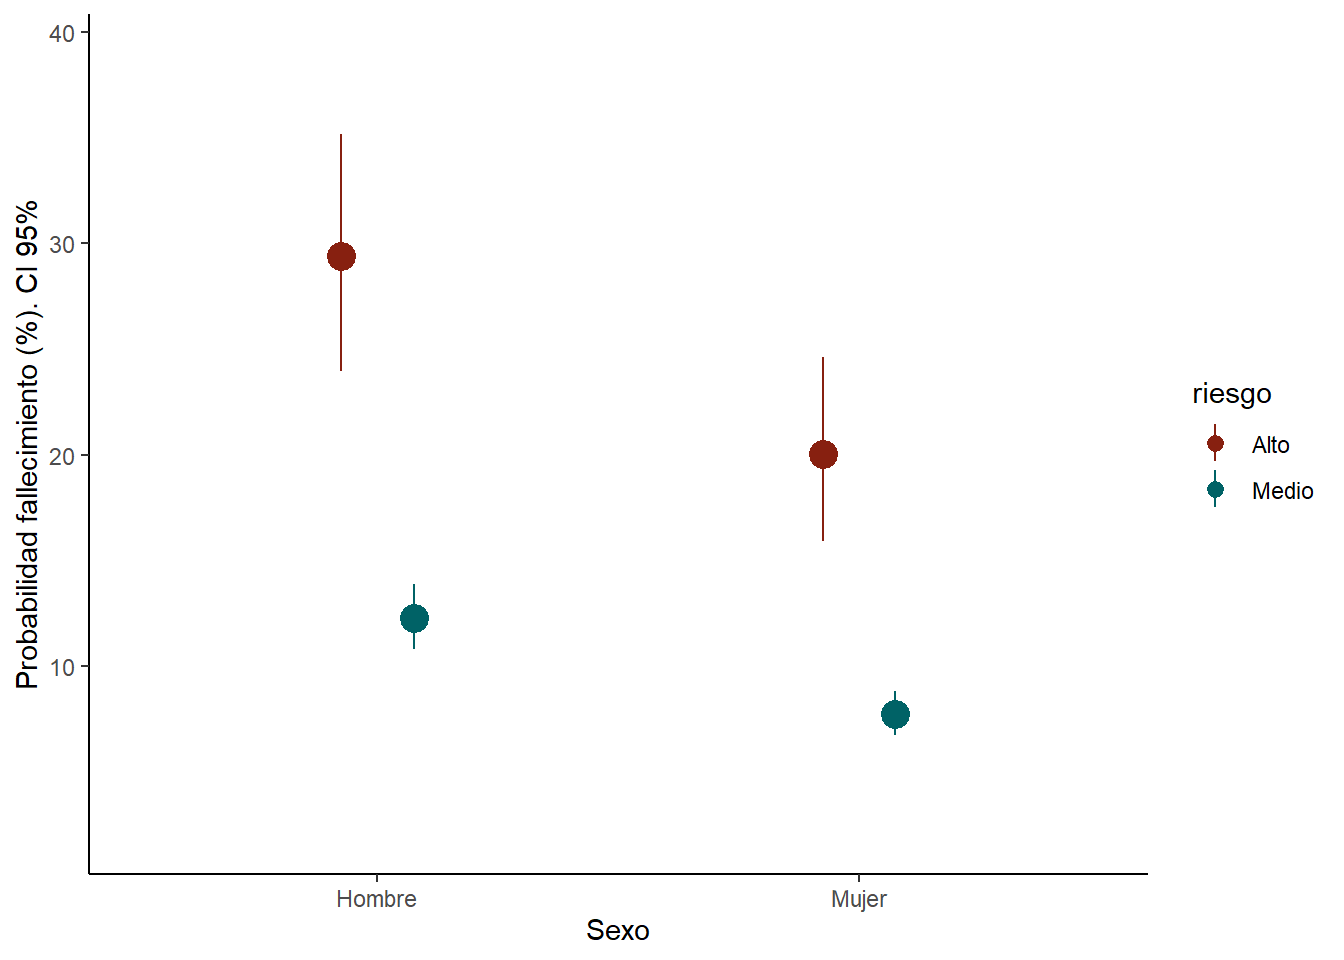 Probabilidad fallecimiento (%). CI 95%
40
30
20
10
Hombre
Mujer
Sexo
riesgo
Alto
Medio